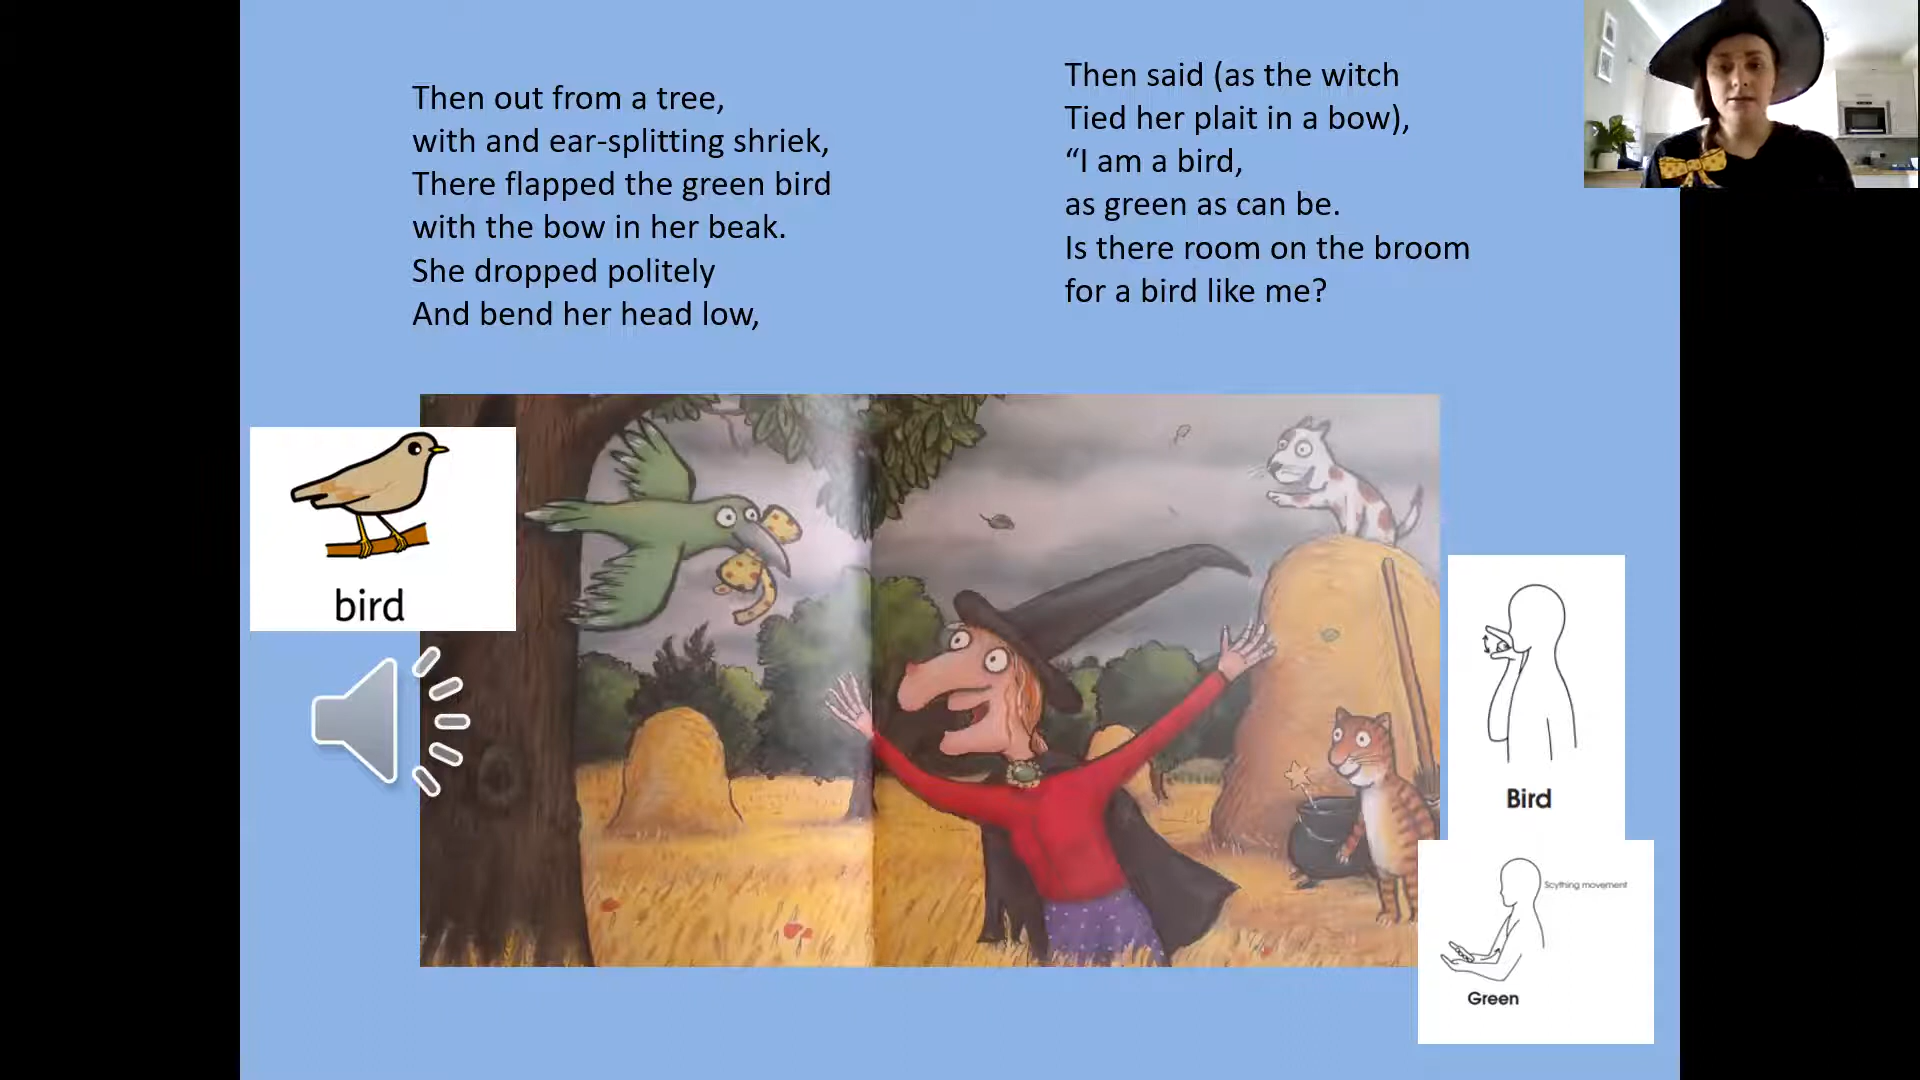 Then out from a tree,
with and ear-splitting shriek,
There flapped the green bird
with the bow in her beak.
She dropped politely
And bend her head low,
Then said (as the witch
Tied her plait in a bow),
“I am a bird,
as green as can be.
Is there room on the broom
for a bird like me?
bird
Bird
Scything movement
Green